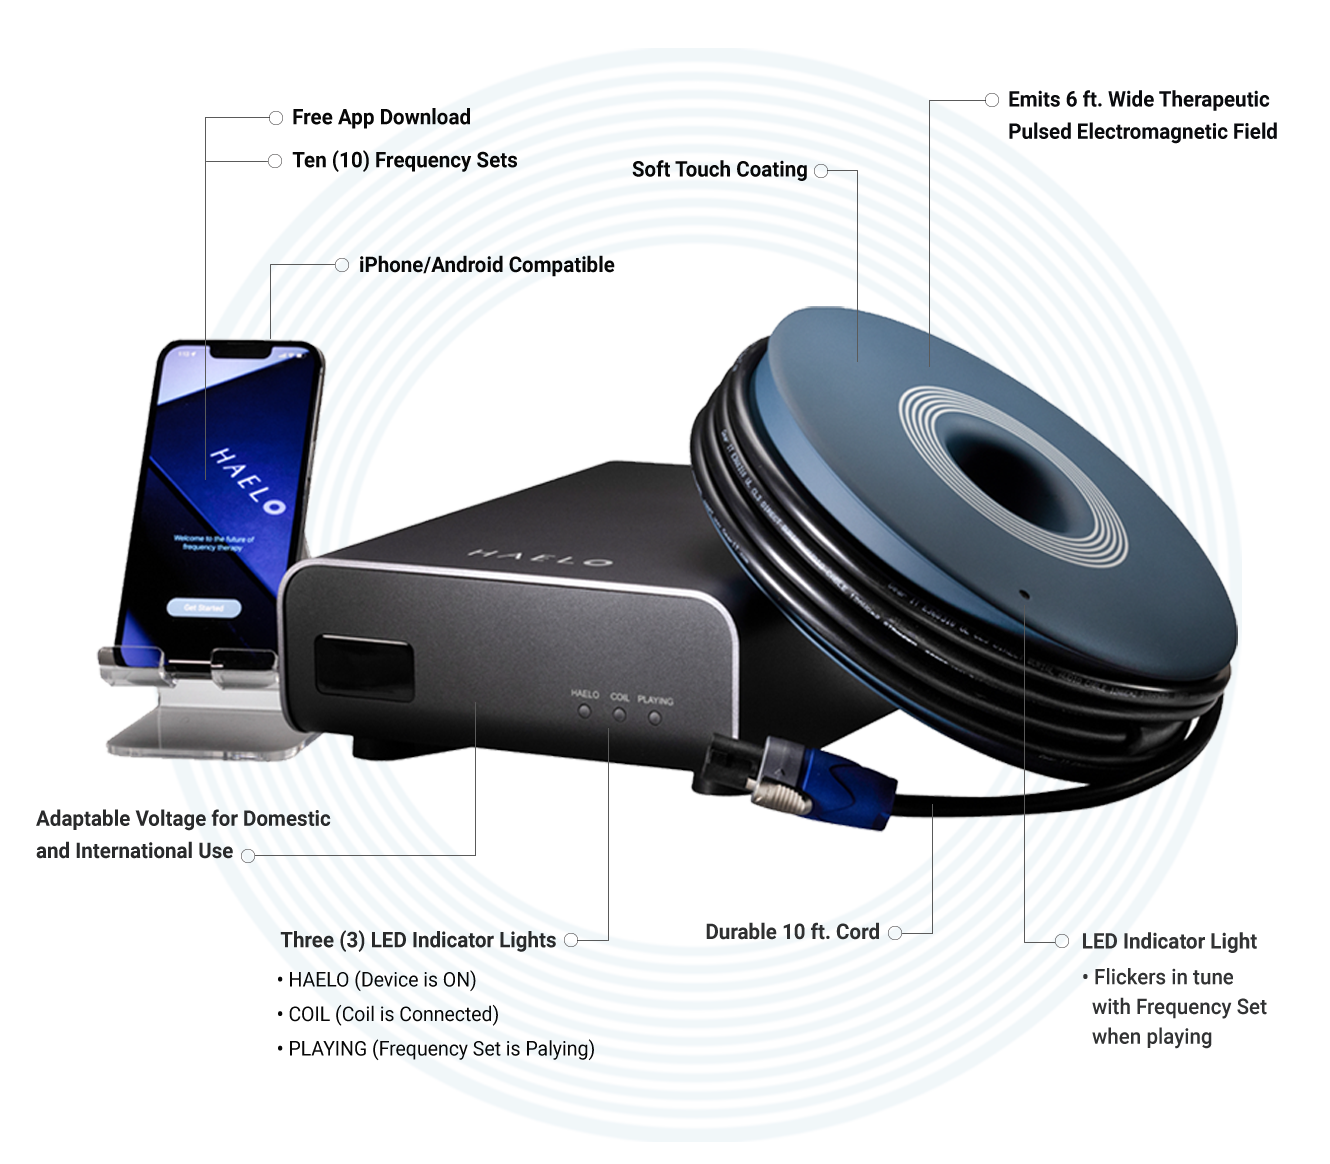 Free App Download
Ten (10) Frequency Sets
iPhone/Android Compatible
Soft Touch Coating
Emits 6 ft. Wide Therapeutic
Pulsed Electromagnetic Field
HAELO
Welcome to the future of
frequency therapy
Get Started
HAELO
HAELO COIL PLAYING
Adaptable Voltage for Domestic
and International Use
Three (3) LED Indicator Lights
• HAELO (Device is ON)
• COIL (Coil is Connected)
• PLAYING (Frequency Set is Palying)
Durable 10 ft. Cord
LED Indicator Light
• Flickers in tune
with Frequency Set
when playing